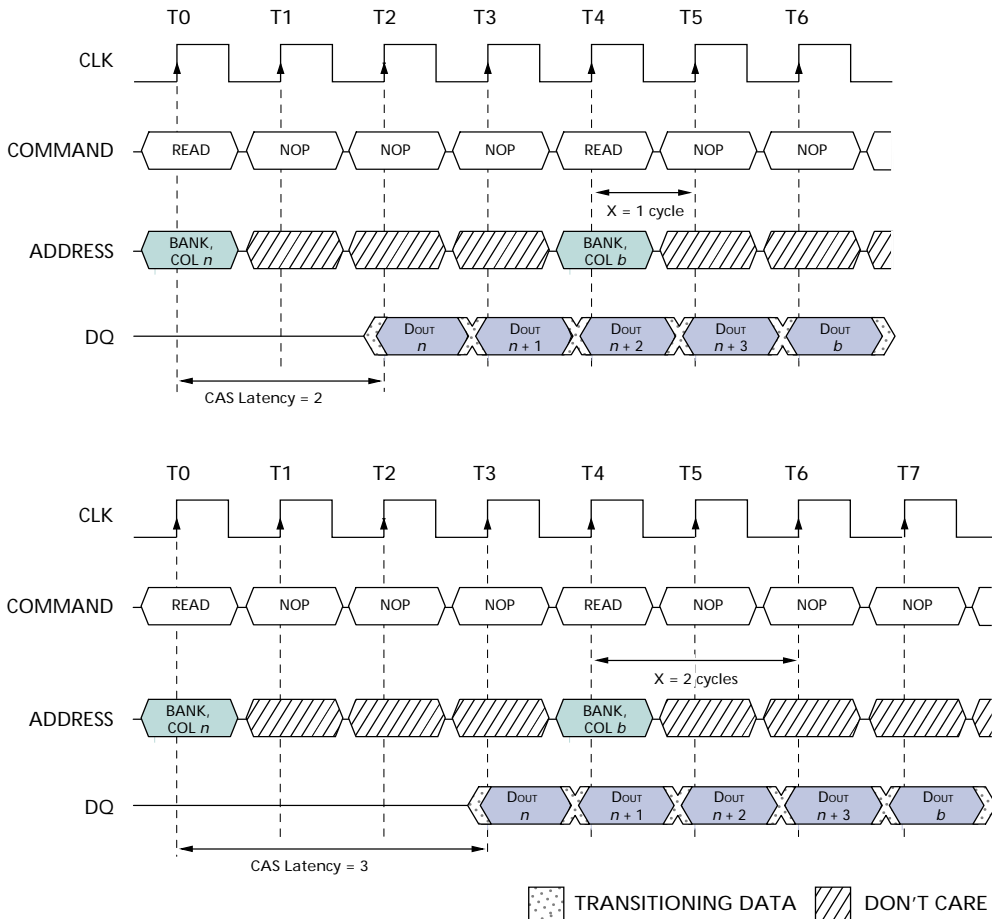 T0 T1 T2 T3 T4 T5 T6
CLK
COMMAND READ NOP NOP NOP READ NOP NOP
X = 1 cycle
ADDRESS BANK, COL n BANK, COL b
DQ DOUT n DOUT n + 1 DOUT n + 2 DOUT n + 3 DOUT b
CAS Latency = 2
T0 T1 T2 T3 T4 T5 T6 T7
CLK
COMMAND READ NOP NOP NOP READ NOP NOP NOP
X = 2 cycles
ADDRESS BANK, COL n BANK, COL b
DQ DOUT n DOUT n + 1 DOUT n + 2 DOUT n + 3 DOUT b
CAS Latency = 3
TRANSITIONING DATA DON'T CARE